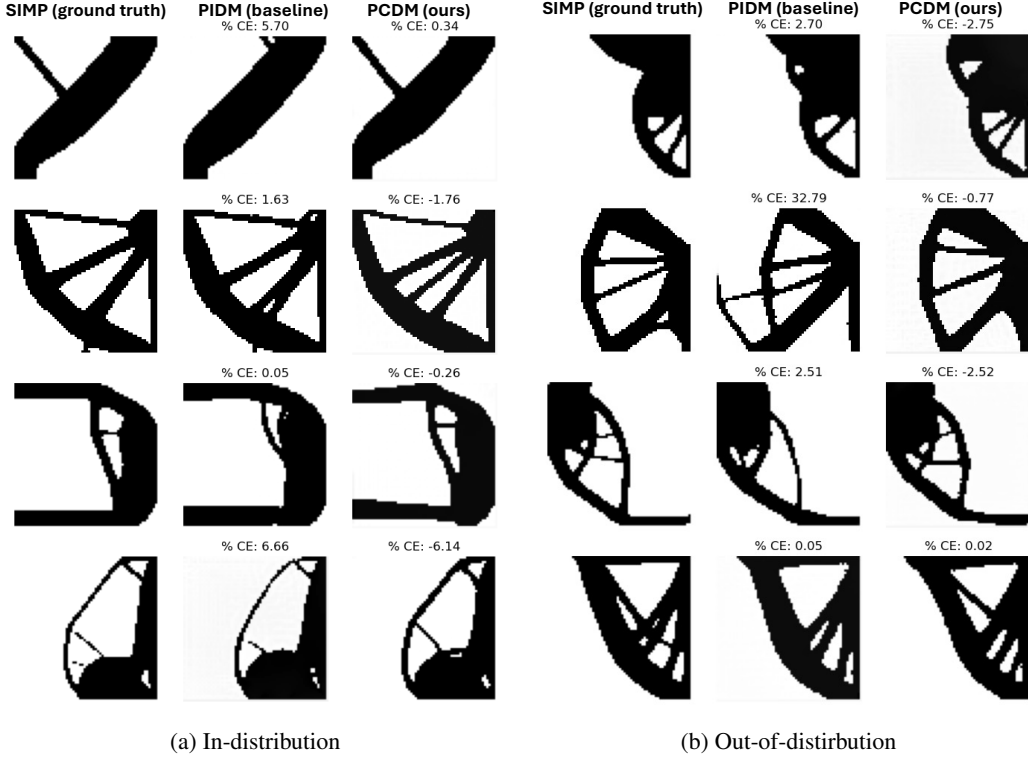 SIMP (ground truth) PIDM (baseline) PCDM (ours) SIMP (ground truth) PIDM (baseline) PCDM (ours)
% CE: 5.70 % CE: 0.34 % CE: 2.70 % CE: -2.75
% CE: 1.63 % CE: -1.76 % CE: 32.79 % CE: -0.77
% CE: 0.05 % CE: -0.26 % CE: 2.51 % CE: -2.52
% CE: 6.66 % CE: -6.14 % CE: 0.05 % CE: 0.02
(a) In-distribution (b) Out-of-distirbution